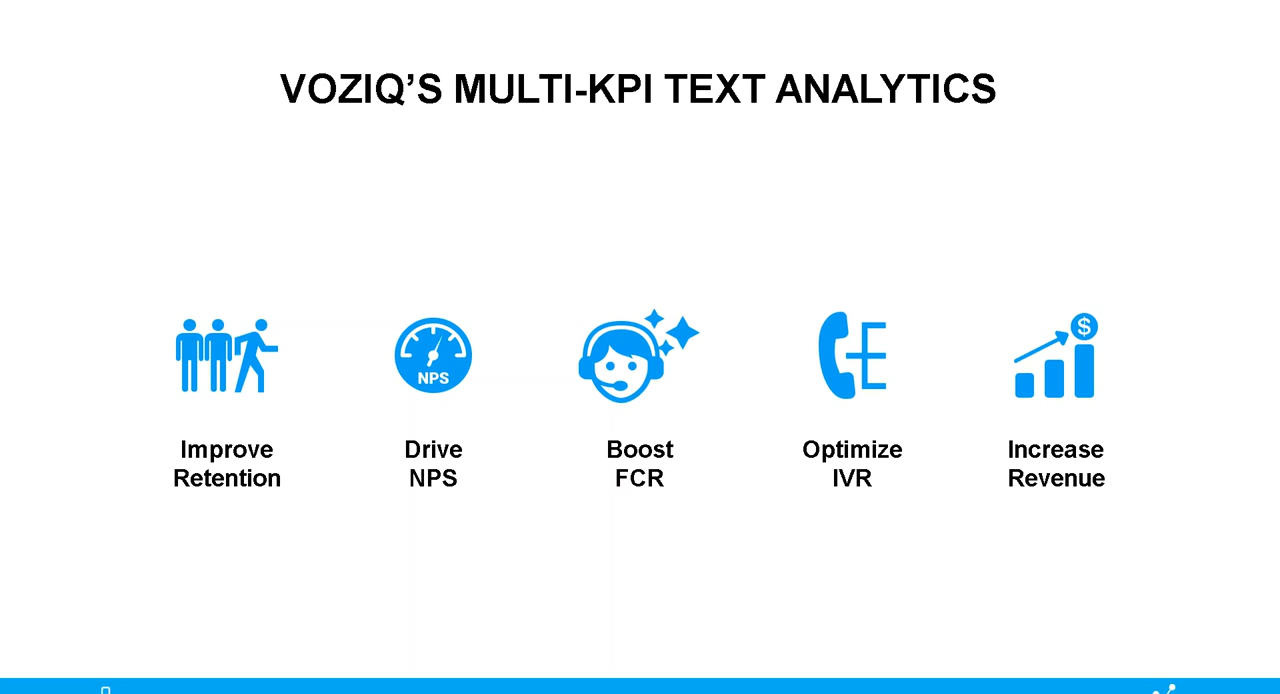 VOZIQ’S MULTI-KPI TEXT ANALYTICS
NPS
$
Improve
Retention
Drive
NPS
Boost
FCR
Optimize
IVR
Increase
Revenue